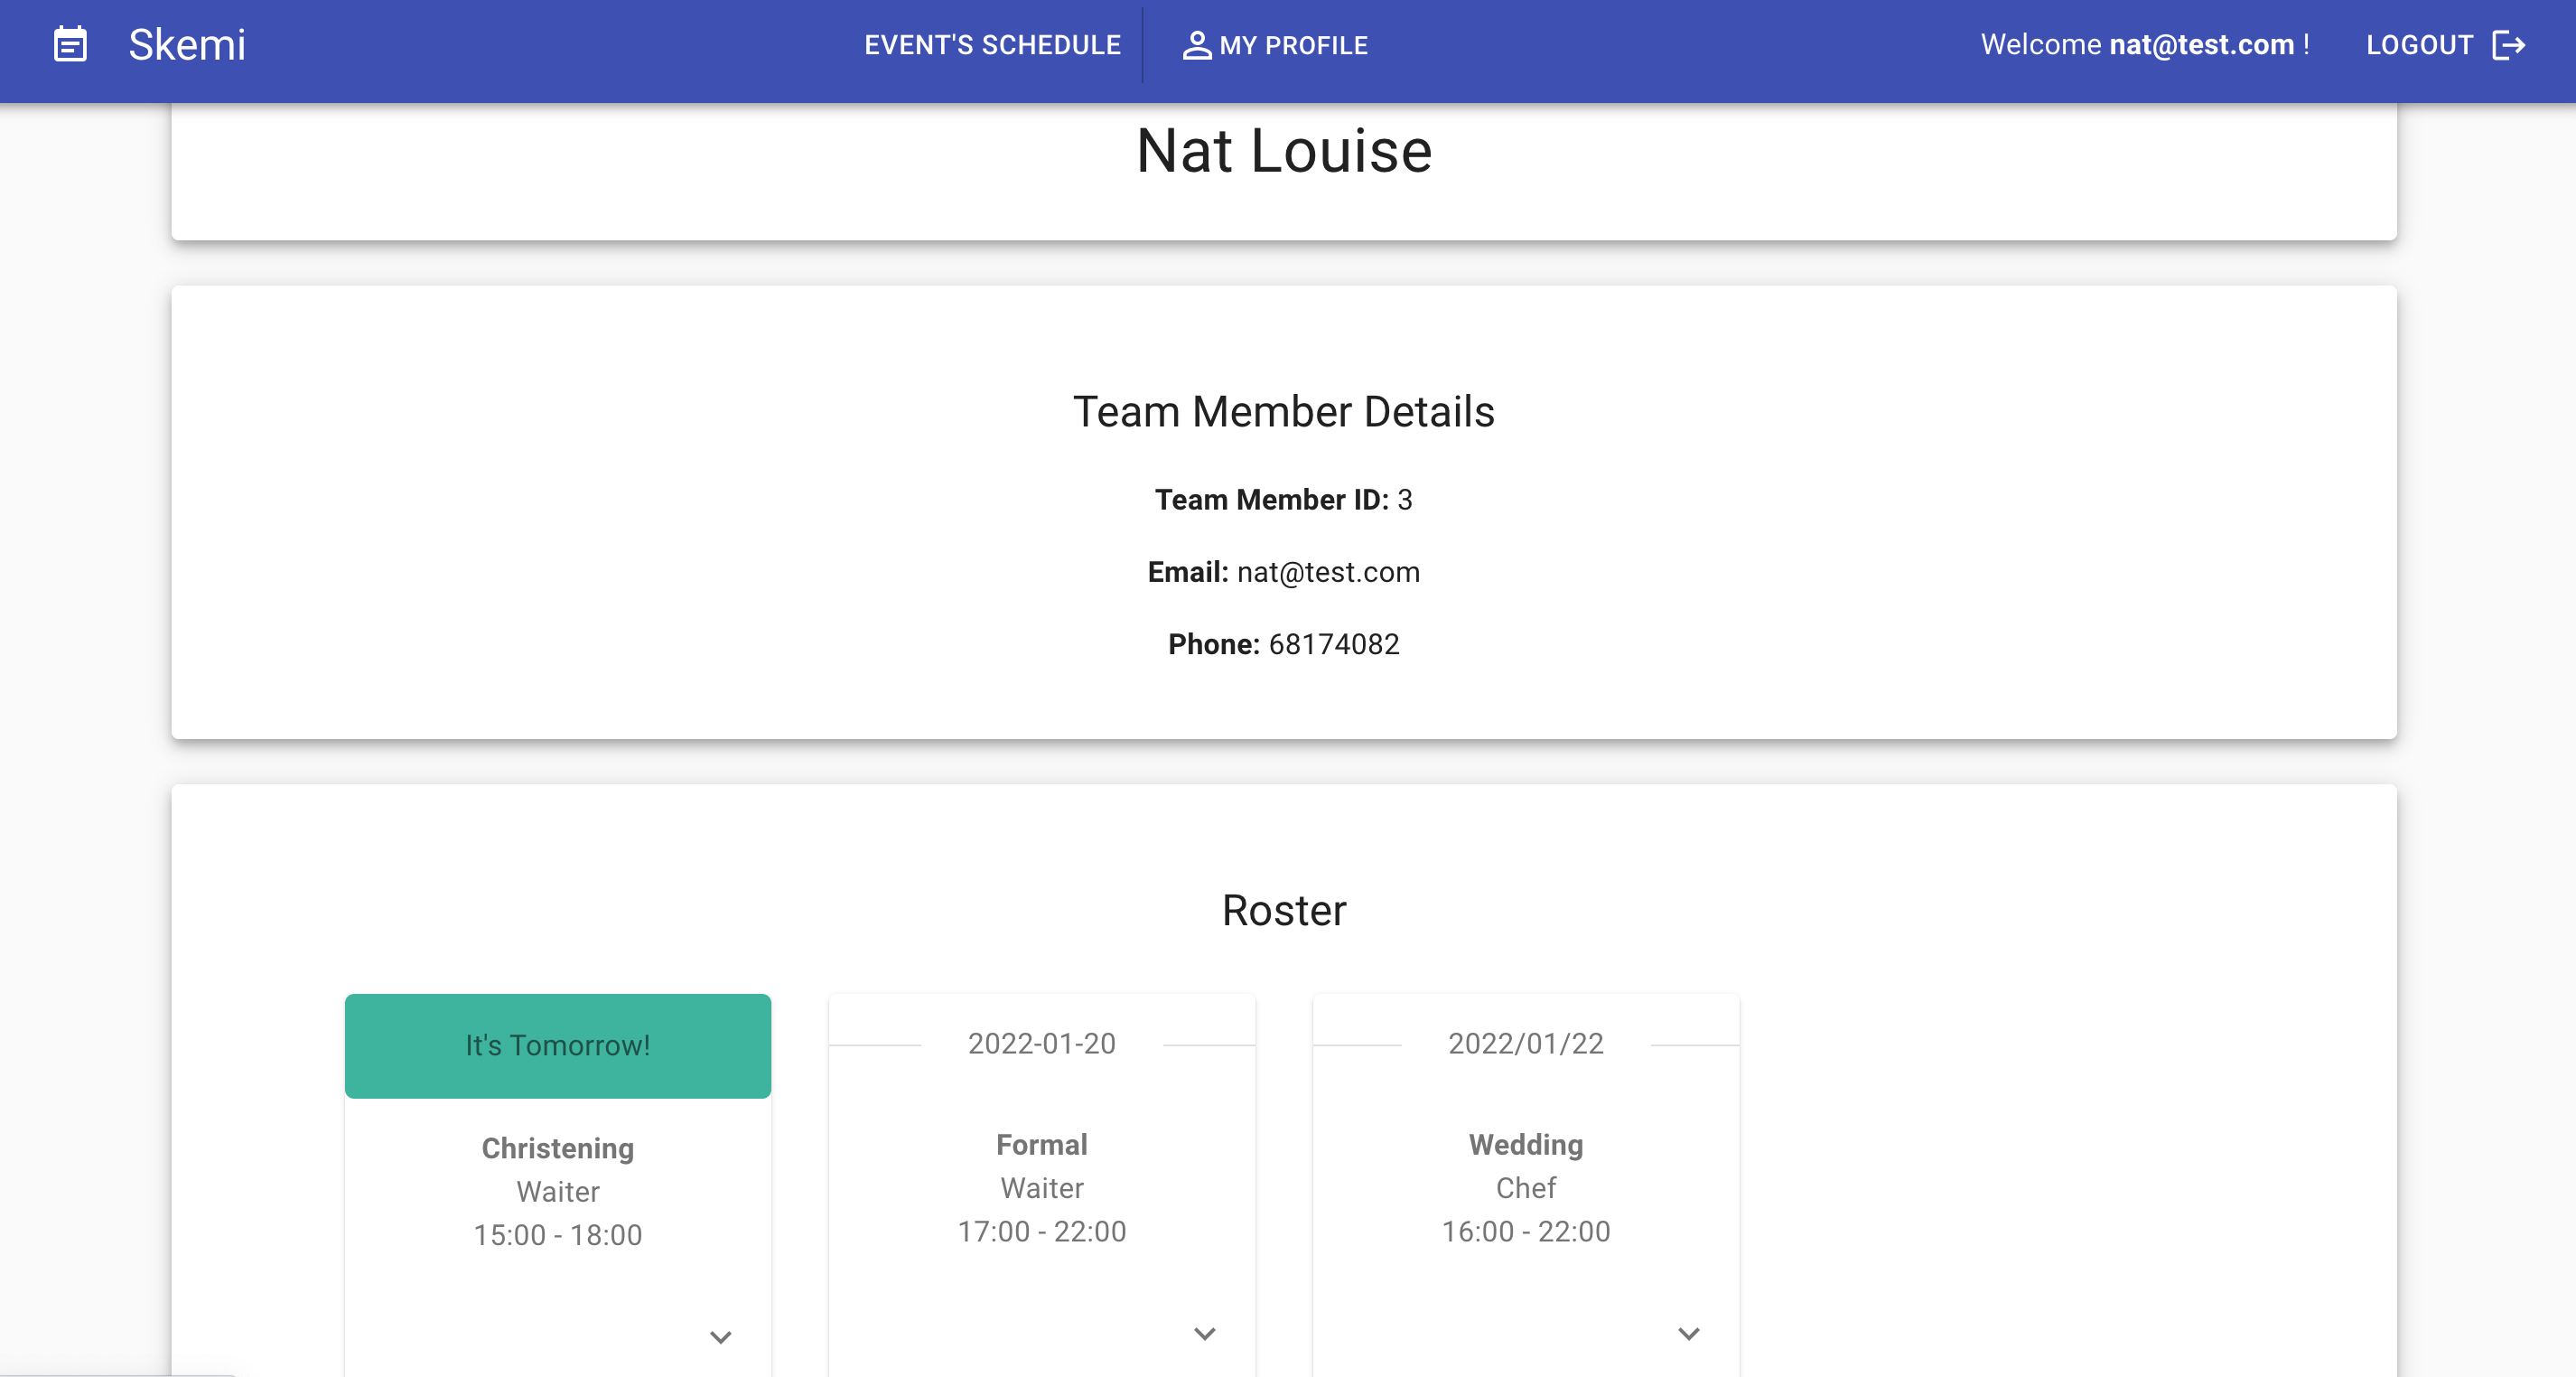 Skemi
EVENT'S SCHEDULE
MY PROFILE
Welcome nat@test.com !
LOGOUT
Nat Louise
Team Member Details
Team Member ID: 3
Email: nat@test.com
Phone: 68174082
Roster
It's Tomorrow!
Christening
Waiter
15:00 - 18:00
2022-01-20
Formal
Waiter
17:00 - 22:00
2022/01/22
Wedding
Chef
16:00 - 22:00